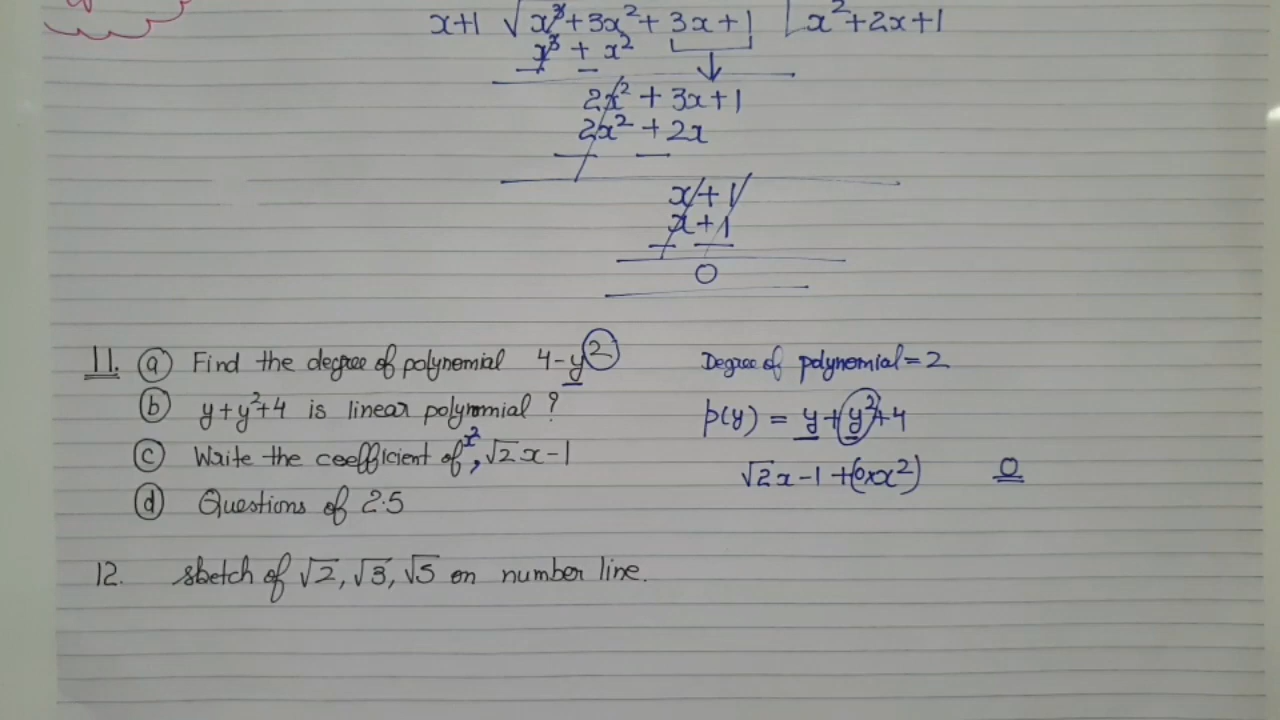 x+1 √x³+3x²+3x+1 x²+2x+1
x³ + x²
− −
2x² + 3x+1
2x² + 2x
− −
x + 1
x+1
− −
0
11. (a) Find the degree of polynomial 4-y² Degree of polynomial = 2
(b) y+y²+4 is linear polynomial ? p(y) = y+y²+4
(c) Write the coefficient of x², √2x-1 √2x-1+(0×x²) 0
(d) Questions of 2.5
12. sketch of √2, √3, √5 on number line.